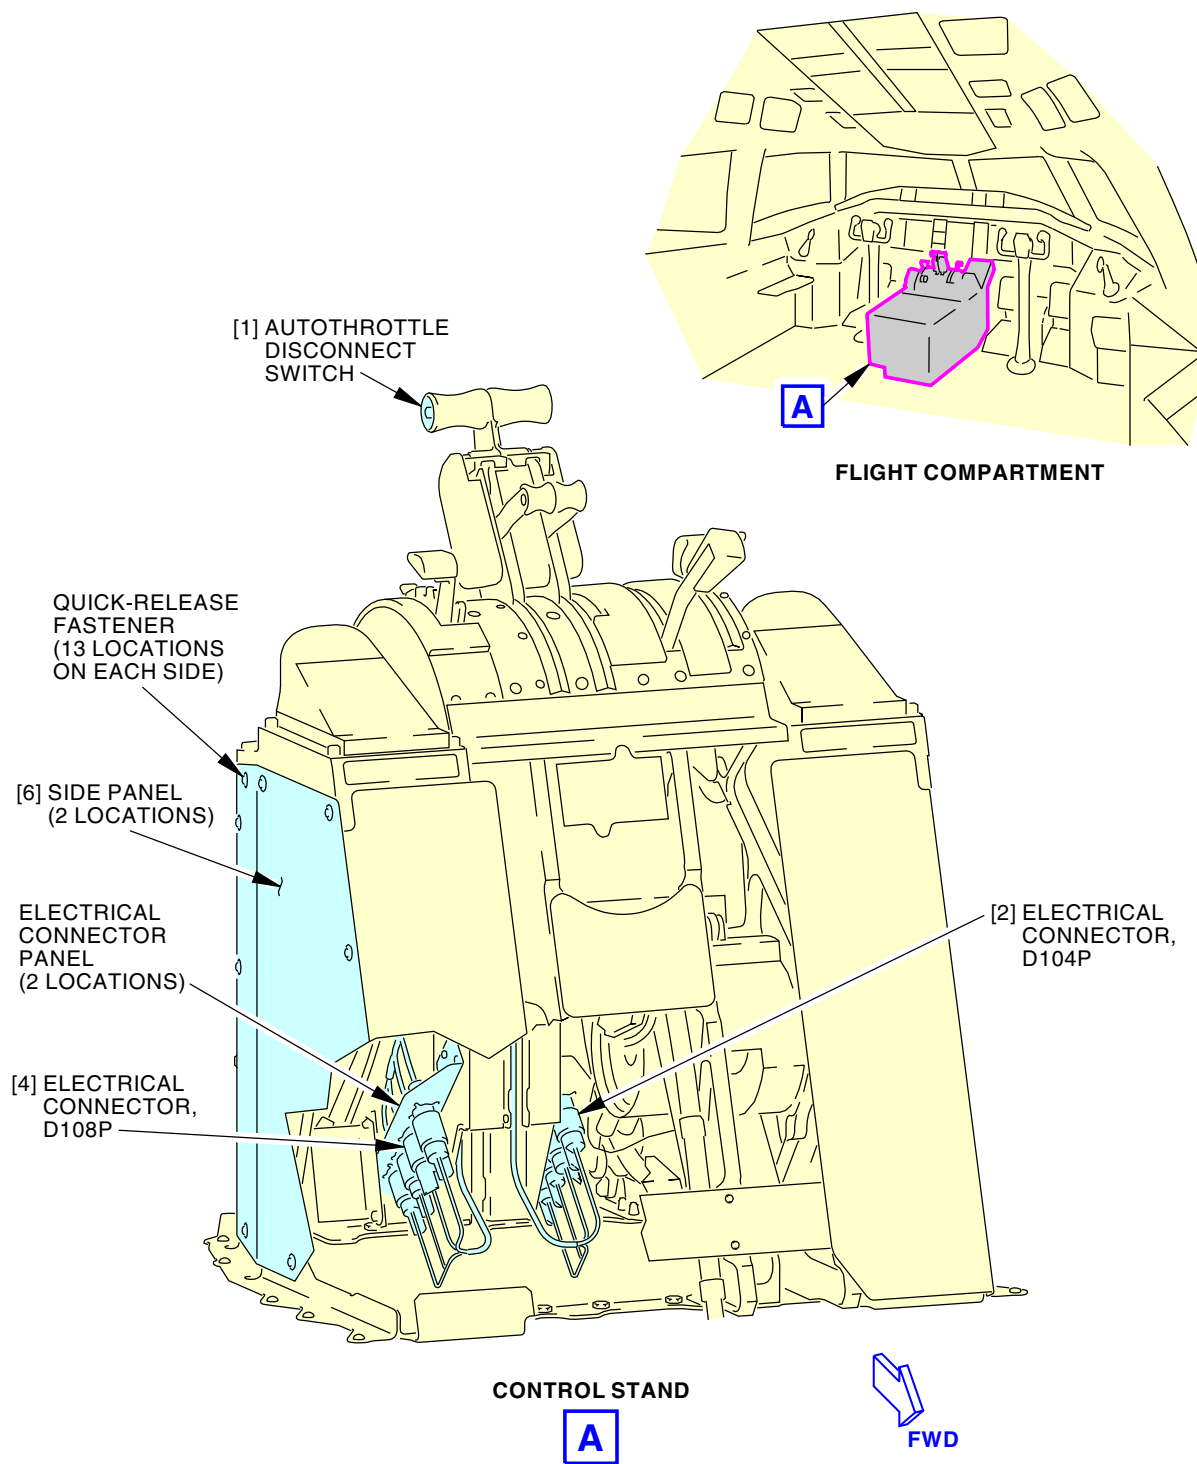 A
FLIGHT COMPARTMENT
[1] AUTOTHROTTLE
DISCONNECT
SWITCH
QUICK-RELEASE
FASTENER
(13 LOCATIONS
ON EACH SIDE)
[6] SIDE PANEL
(2 LOCATIONS)
ELECTRICAL
CONNECTOR
PANEL
(2 LOCATIONS)
[2] ELECTRICAL
CONNECTOR,
D104P
[4] ELECTRICAL
CONNECTOR,
D108P
CONTROL STAND
A
FWD